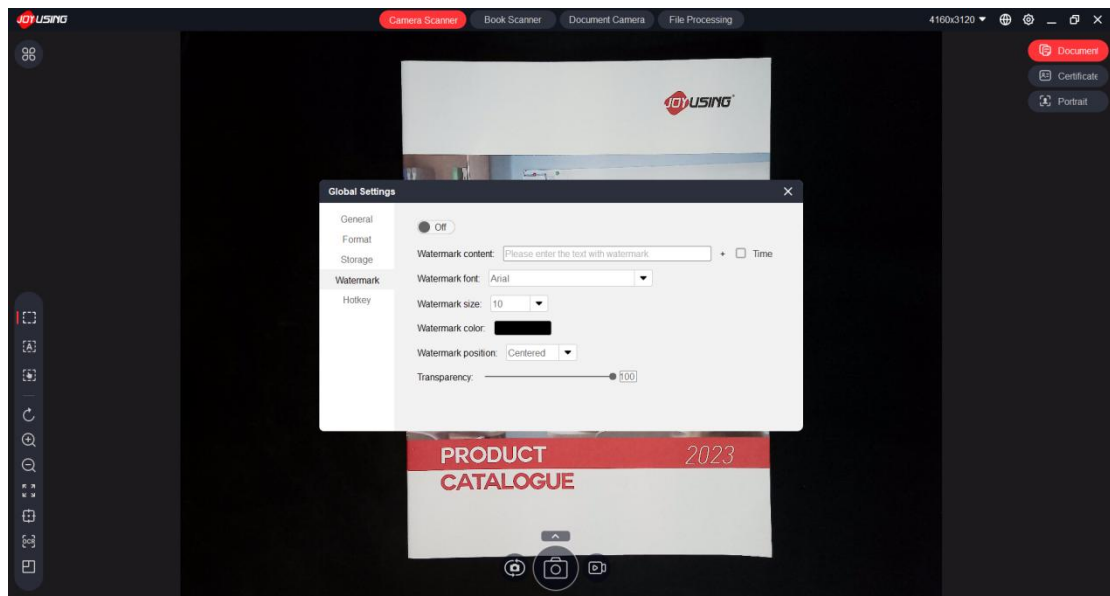 JOYUSING
Camera Scanner
Book Scanner
Document Camera
File Processing
4160x3120
Document
Certificate
Portrait
JOYUSING
Global Settings
General
Format
Storage
Watermark
Hotkey
Off
Watermark content: Please enter the text with watermark + Time
Watermark font: Arial
Watermark size: 10
Watermark color:
Watermark position: Centered
Transparency: 100
A
OCR
PRODUCT 2023
CATALOGUE